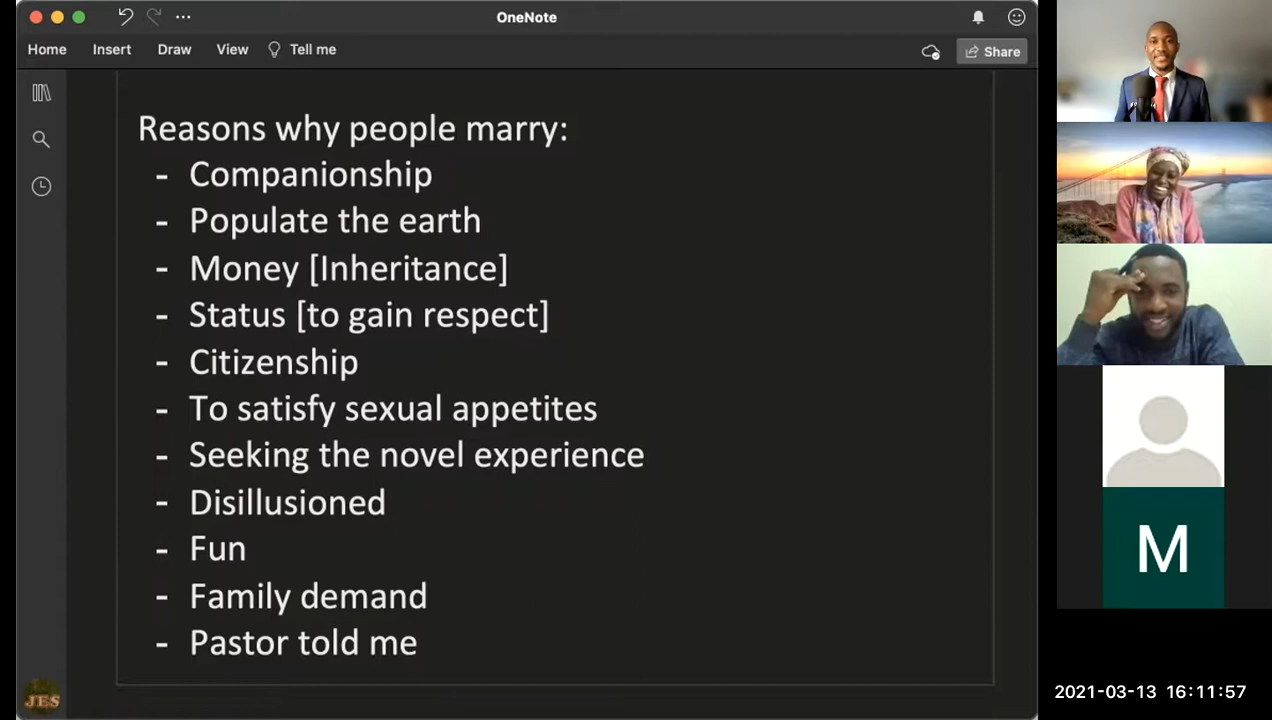 OneNote
Home Insert Draw View Tell me Share
Reasons why people marry:
- Companionship
- Populate the earth
- Money [Inheritance]
- Status [to gain respect]
- Citizenship
- To satisfy sexual appetites
- Seeking the novel experience
- Disillusioned
- Fun
- Family demand
- Pastor told me
JES
M
2021-03-13 16:11:57